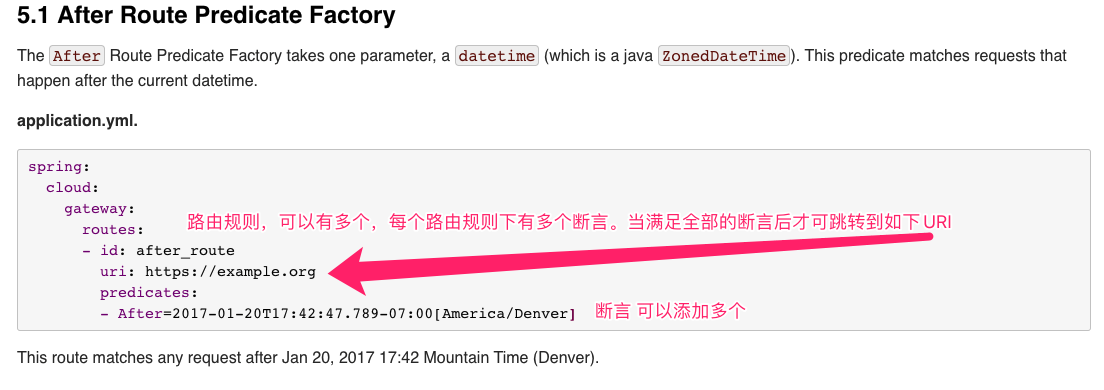 5.1 After Route Predicate Factory
The After Route Predicate Factory takes one parameter, a datetime (which is a java ZonedDateTime). This predicate matches requests that
happen after the current datetime.
application.yml.
spring:
  cloud:
    gateway:
路由规则，可以有多个，每个路由规则下有多个断言。当满足全部的断言后才可跳转到如下URI
      routes:
      - id: after_route
        uri: https://example.org
        predicates:
        - After=2017-01-20T17:42:47.789-07:00[America/Denver]
断言 可以添加多个
This route matches any request after Jan 20, 2017 17:42 Mountain Time (Denver).